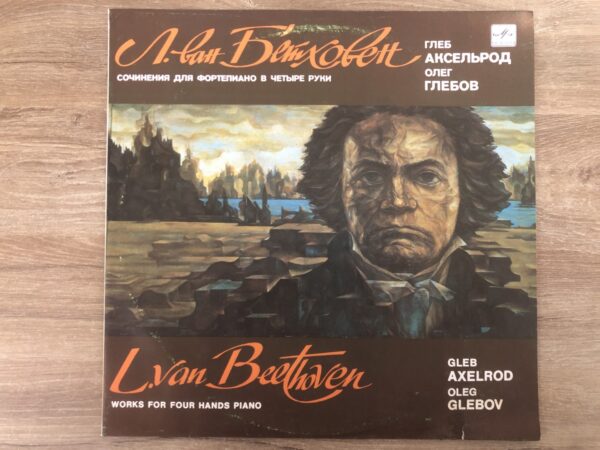 Л. ван Бетховен
СОЧИНЕНИЯ ДЛЯ ФОРТЕПИАНО В ЧЕТЫРЕ РУКИ
ГЛЕБ
АКСЕЛЬРОД
ОЛЕГ
ГЛЕБОВ
L. van Beethoven
WORKS FOR FOUR HANDS PIANO
GLEB
AXELROD
OLEG
GLEBOV